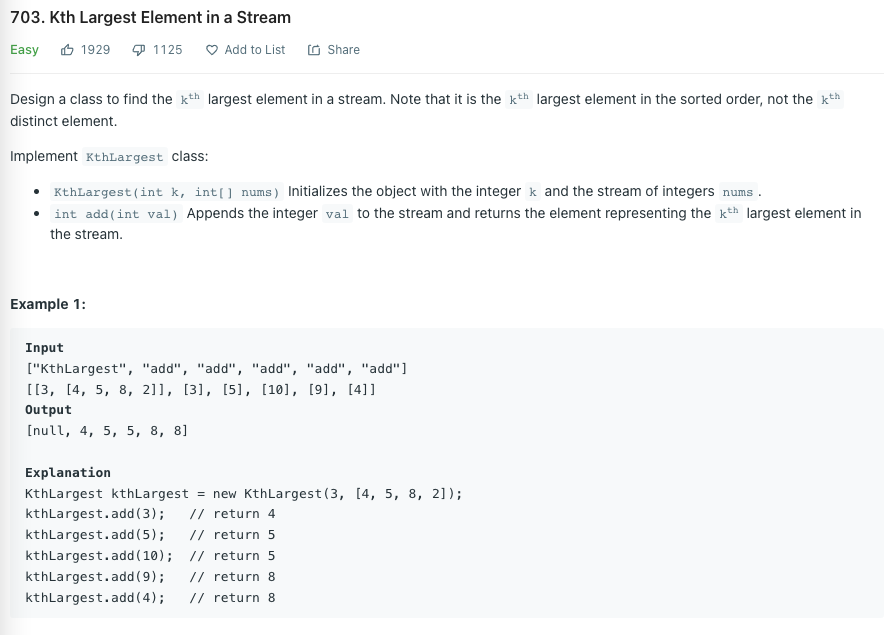 703. Kth Largest Element in a Stream
Easy 1929 1125 Add to List Share
Design a class to find the kth largest element in a stream. Note that it is the kth largest element in the sorted order, not the kth
distinct element.
Implement KthLargest class:
• KthLargest(int k, int[] nums) Initializes the object with the integer k and the stream of integers nums .
• int add(int val) Appends the integer val to the stream and returns the element representing the kth largest element in
the stream.
Example 1:
Input
["KthLargest", "add", "add", "add", "add", "add"]
[[3, [4, 5, 8, 2]], [3], [5], [10], [9], [4]]
Output
[null, 4, 5, 5, 8, 8]
Explanation
KthLargest kthLargest = new KthLargest(3, [4, 5, 8, 2]);
kthLargest.add(3);   // return 4
kthLargest.add(5);   // return 5
kthLargest.add(10);  // return 5
kthLargest.add(9);   // return 8
kthLargest.add(4);   // return 8